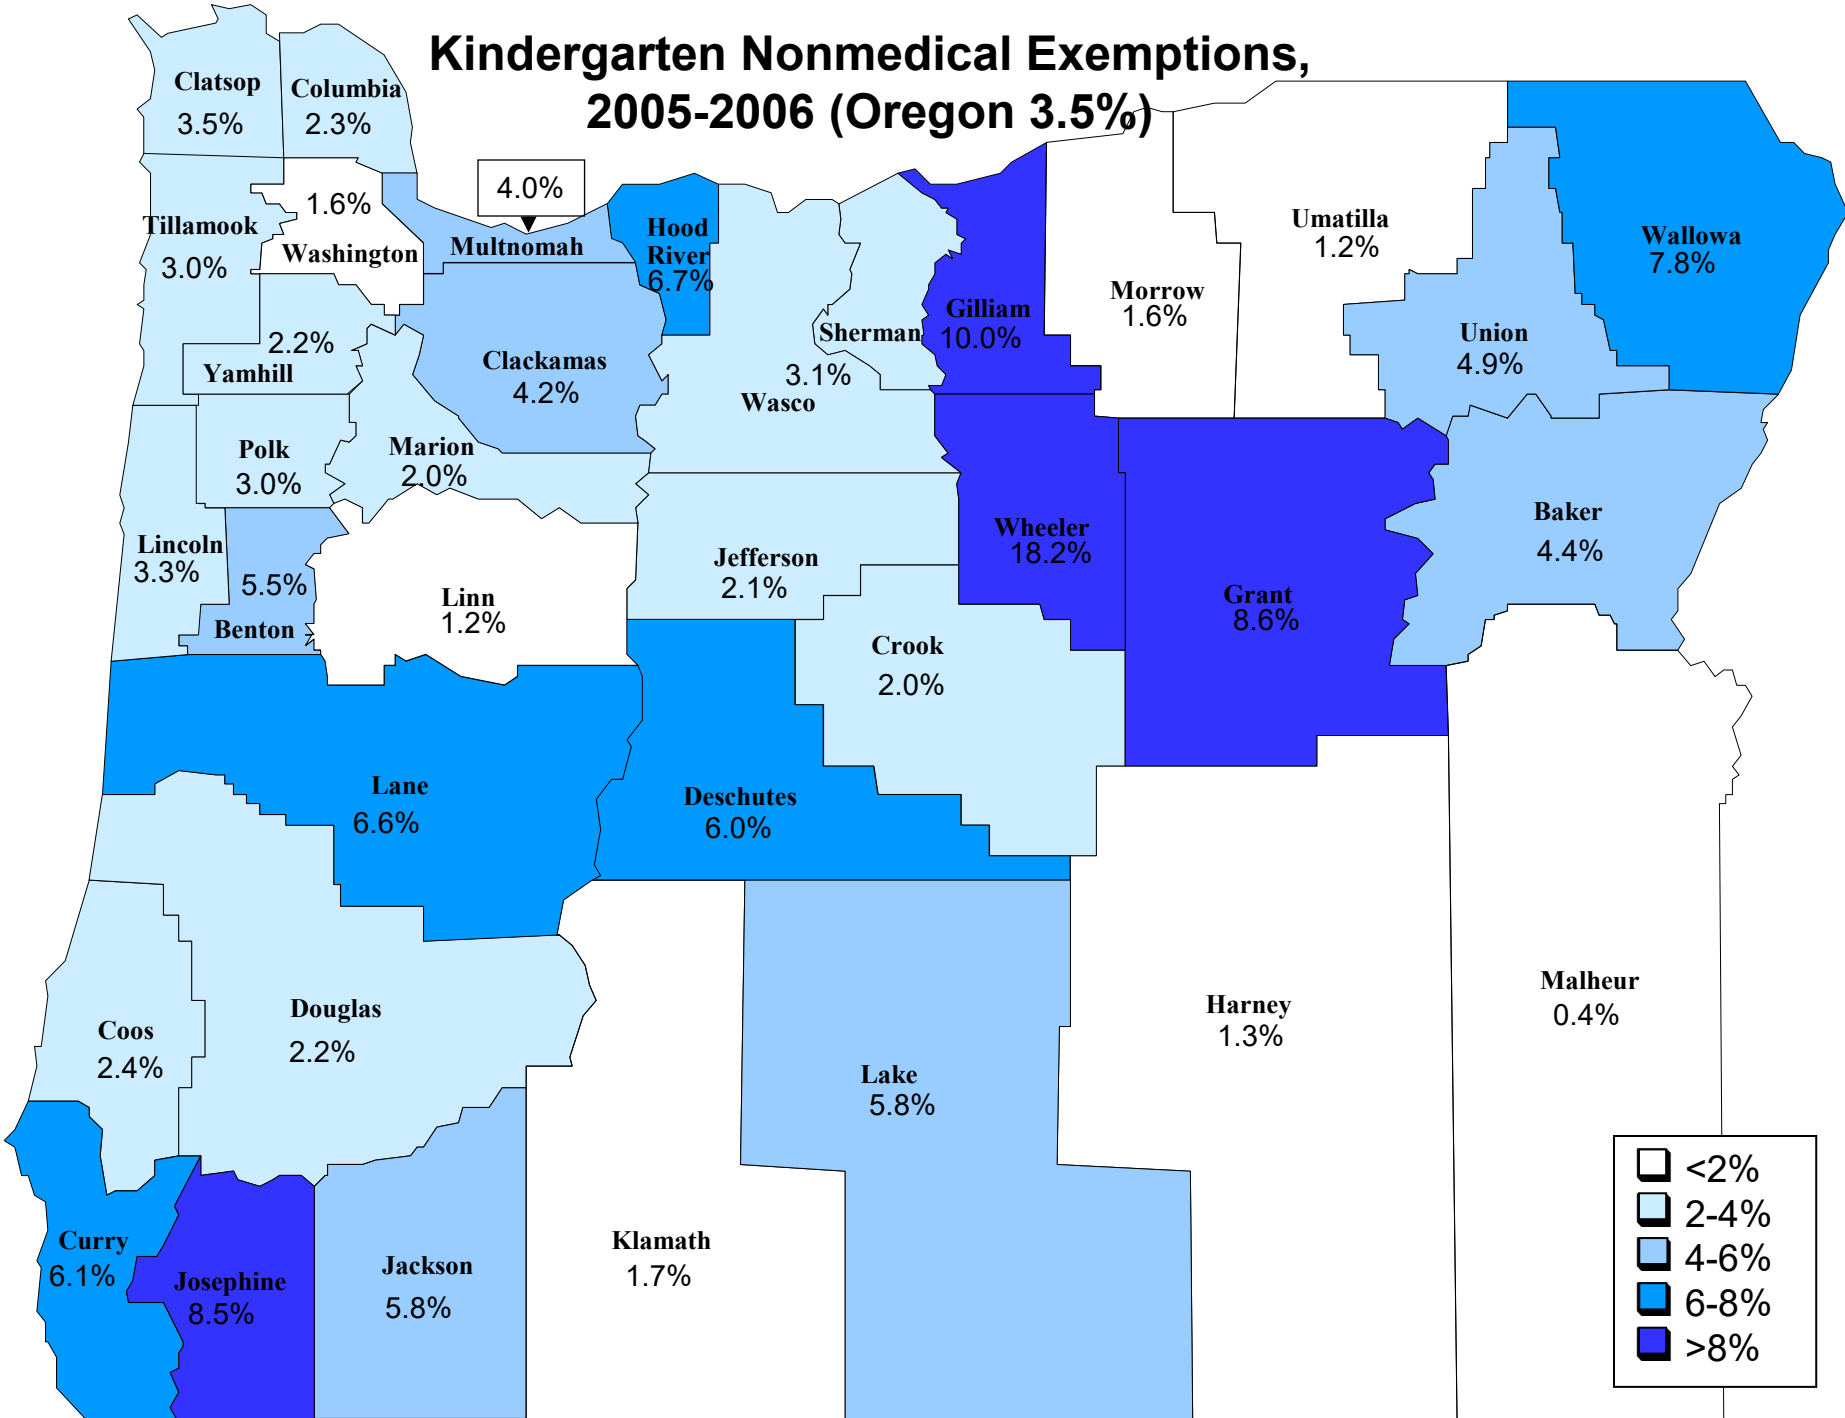 Kindergarten Nonmedical Exemptions,
2005-2006 (Oregon 3.5%)
Clatsop
3.5%
Columbia
2.3%
4.0%
Multnomah
1.6%
Washington
Tillamook
3.0%
Hood
River
6.7%
Gilliam
10.0%
Morrow
1.6%
Umatilla
1.2%
Wallowa
7.8%
Union
4.9%
2.2%
Yamhill
Clackamas
4.2%
Sherman
3.1%
Wasco
Polk
3.0%
Marion
2.0%
Lincoln
3.3%
5.5%
Benton
Linn
1.2%
Jefferson
2.1%
Wheeler
18.2%
Grant
8.6%
Baker
4.4%
Crook
2.0%
Lane
6.6%
Deschutes
6.0%
Coos
2.4%
Douglas
2.2%
Lake
5.8%
Harney
1.3%
Malheur
0.4%
Curry
6.1%
Josephine
8.5%
Jackson
5.8%
Klamath
1.7%
<2%
2-4%
4-6%
6-8%
>8%